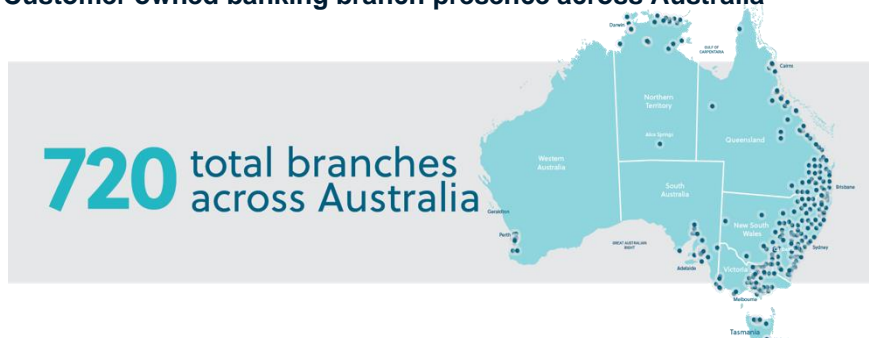 Customer owned banking branch presence across Australia
720 total branches
across Australia
Darwin
GULF OF
CARPENTARIA
Cairns
Northern
Territory
Alice Springs
Queensland
Western
Australia
South
Australia
Brisbane
Geraldton
New South
Wales
Perth
GREAT AUSTRALIAN
BIGHT
Sydney
Adelaide
Victoria
Melbourne
Tasmania